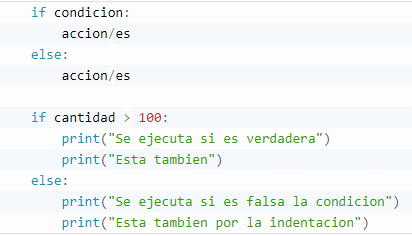 if condicion:
    accion/es
else:
    accion/es

if cantidad > 100:
    print("Se ejecuta si es verdadera")
    print("Esta tambien")
else:
    print("Se ejecuta si es falsa la condicion")
    print("Esta tambien por la indentacion")